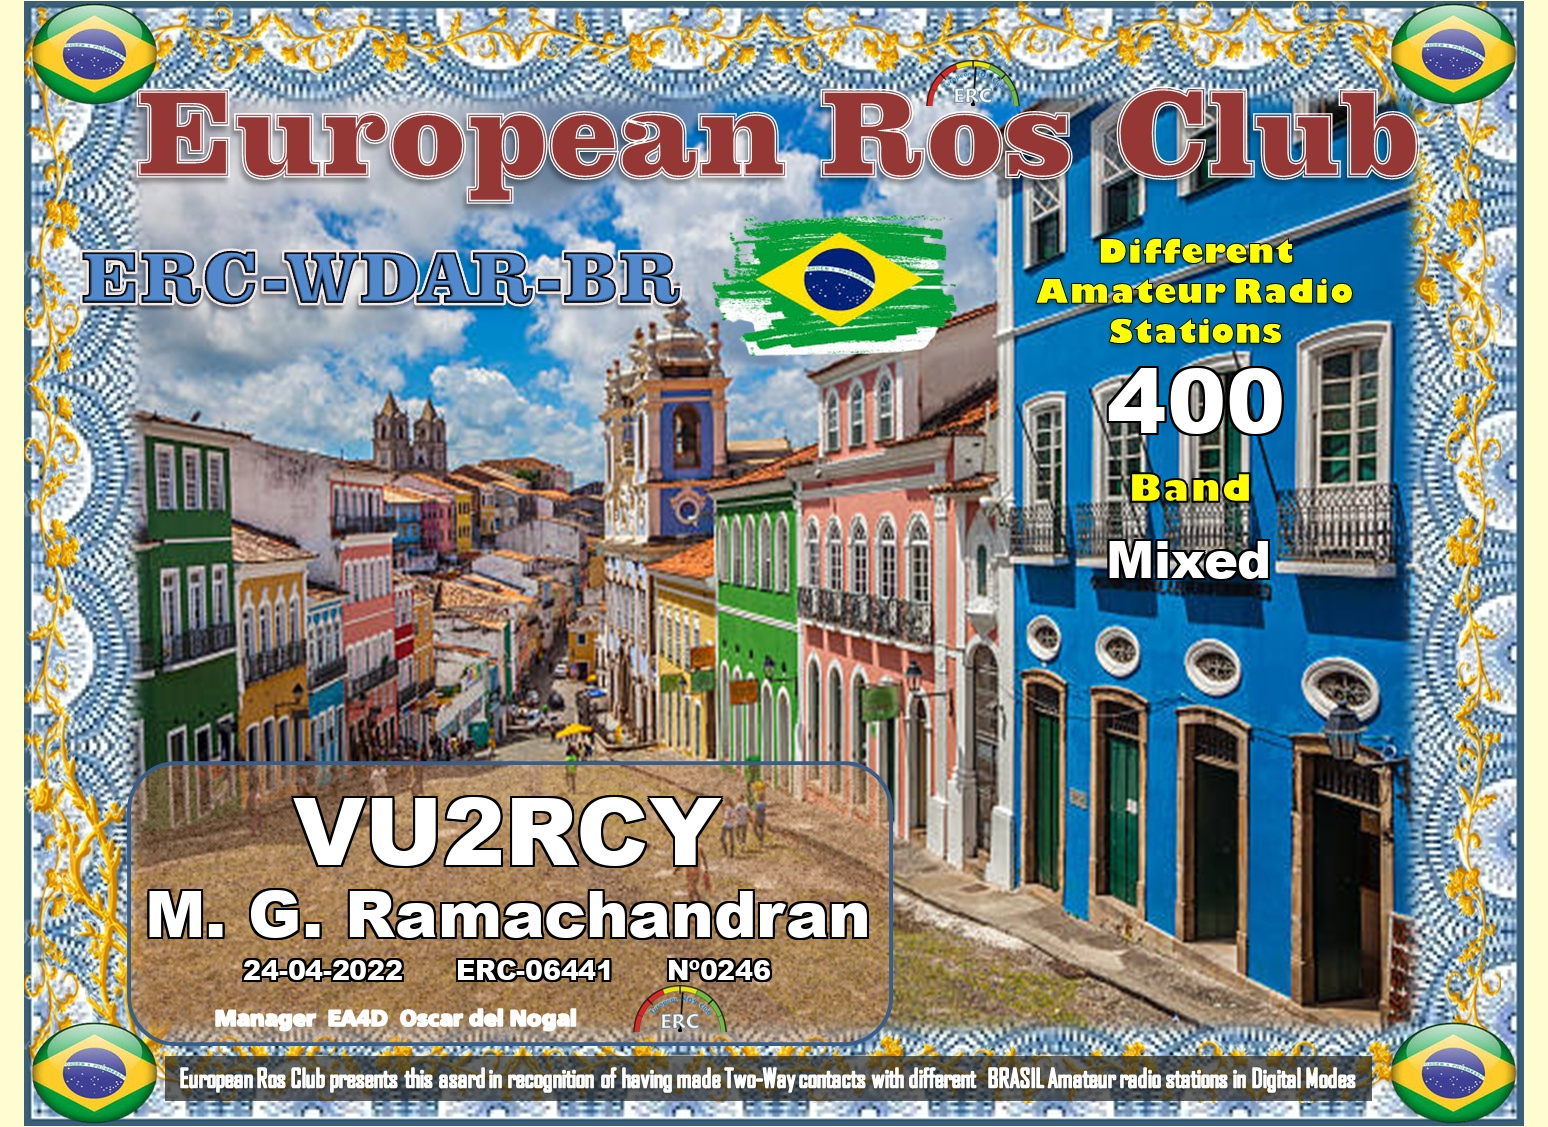 ERC
European Ros Club
ERC-WDAR-BR
Different
Amateur Radio
Stations
400
Band
Mixed
VU2RCY
M. G. Ramachandran
24-04-2022 ERC-06441 Nº0246
Manager EA4D Oscar del Nogal
ERC
European Ros Club presents this asard in recognition of having made Two-Way contacts with different BRASIL Amateur radio stations in Digital Modes